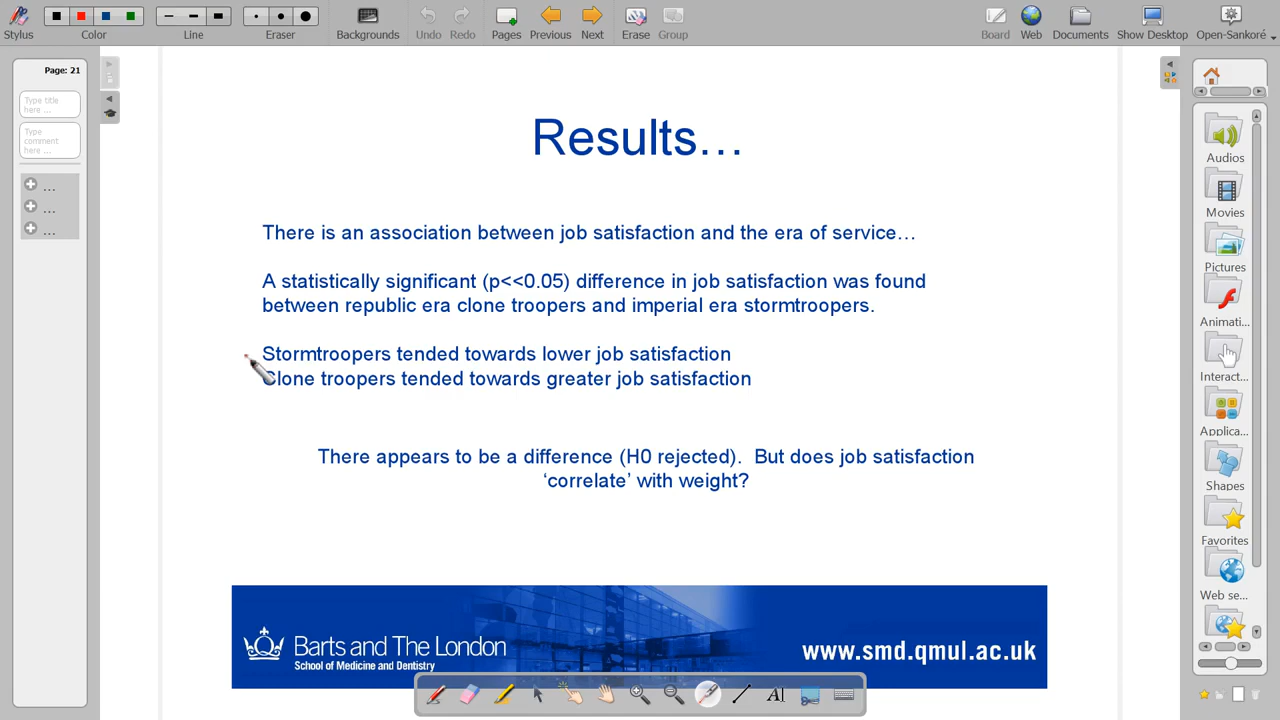 Stylus
Color
Line
Eraser
Backgrounds
Undo
Redo
Pages
Previous
Next
Erase
Group
Board
Web
Documents
Show Desktop
Open-Sankoré
Page: 21
Type title
here ...
Type
comment
here ...
...
...
...
Results…
There is an association between job satisfaction and the era of service…
A statistically significant (p<<0.05) difference in job satisfaction was found
between republic era clone troopers and imperial era stormtroopers.
Stormtroopers tended towards lower job satisfaction
Clone troopers tended towards greater job satisfaction
There appears to be a difference (H0 rejected).  But does job satisfaction
‘correlate’ with weight?
Barts and The London
School of Medicine and Dentistry
www.smd.qmul.ac.uk
Audios
Movies
Pictures
Animati...
Interact...
Applica...
Shapes
Favorites
Web se...
AI